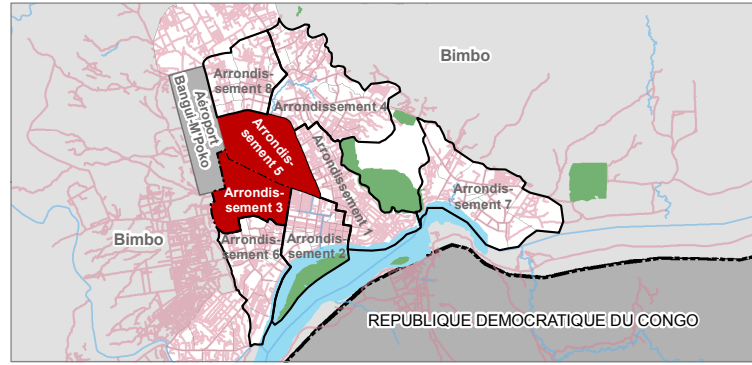 Bimbo
Arrondis-
sement 8
Arrondissement 4
Aéroport
Bangui-M'Poko
Arrondis-
sement 5
Arrondissement 1
Arrondis-
sement 3
Arrondis-
sement 7
Bimbo
Arrondis-
sement 6
Arrondis-
sement 2
REPUBLIQUE DEMOCRATIQUE DU CONGO